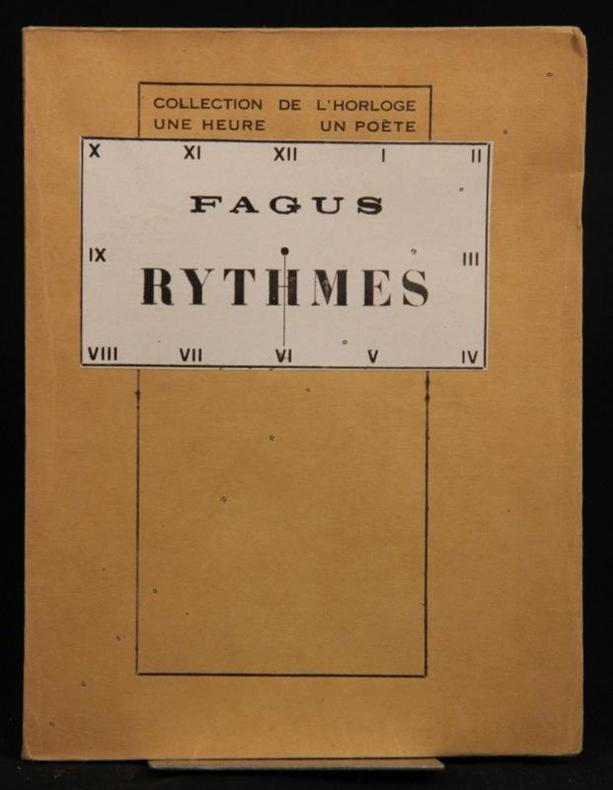 COLLECTION DE L'HORLOGE
UNE HEURE UN POÈTE
X XI XII I II
FAGUS
IX III
RYTHMES
VIII VII VI V IV